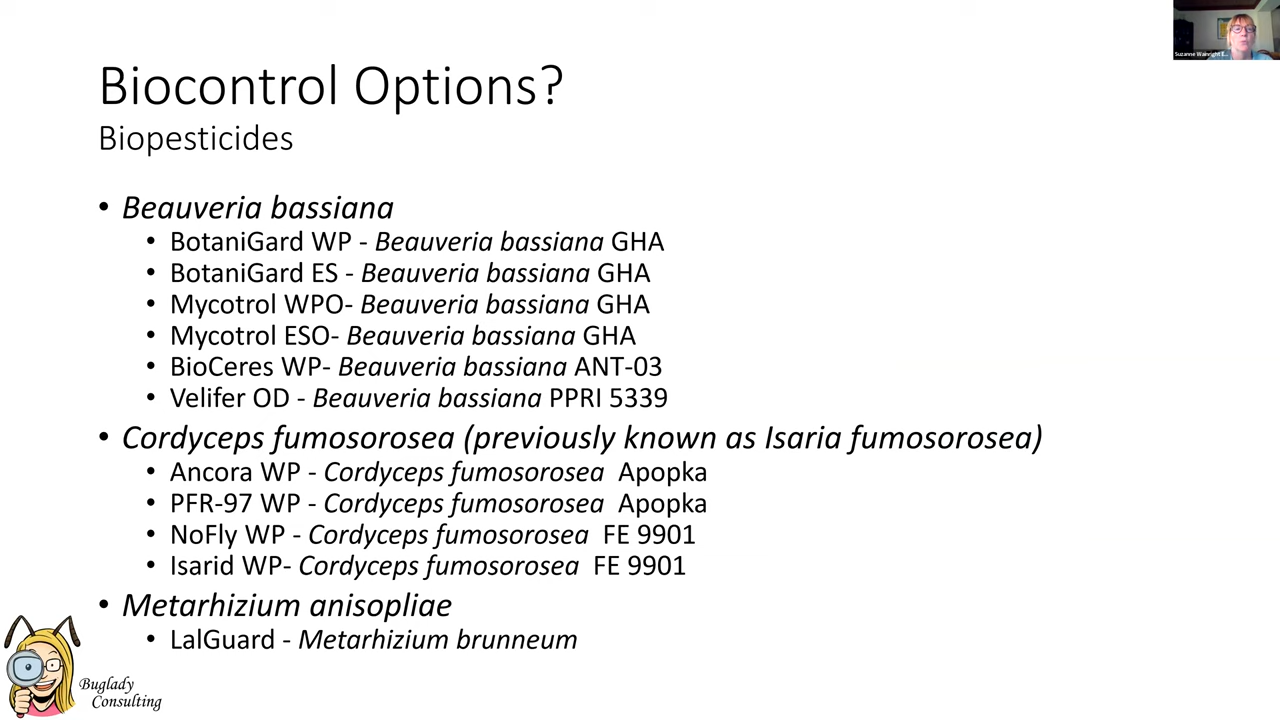 Suzanne Wainright E...
Biocontrol Options?
Biopesticides
• Beauveria bassiana
• BotaniGard WP - Beauveria bassiana GHA
• BotaniGard ES - Beauveria bassiana GHA
• Mycotrol WPO- Beauveria bassiana GHA
• Mycotrol ESO- Beauveria bassiana GHA
• BioCeres WP- Beauveria bassiana ANT-03
• Velifer OD - Beauveria bassiana PPRI 5339
• Cordyceps fumosorosea (previously known as Isaria fumosorosea)
• Ancora WP - Cordyceps fumosorosea Apopka
• PFR-97 WP - Cordyceps fumosorosea Apopka
• NoFly WP - Cordyceps fumosorosea FE 9901
• Isarid WP- Cordyceps fumosorosea FE 9901
• Metarhizium anisopliae
• LalGuard - Metarhizium brunneum
Buglady
Consulting